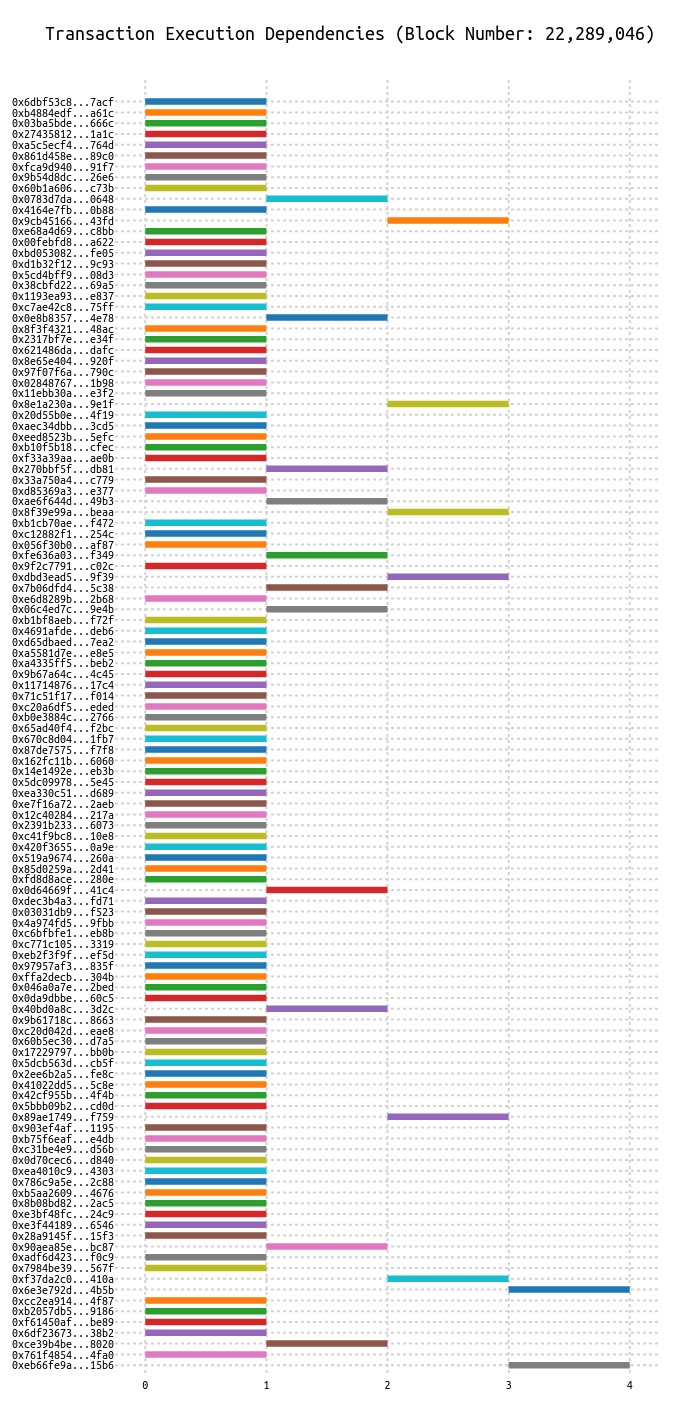 Transaction Execution Dependencies (Block Number: 22,289,046)
0x6dbf53c8...7acf
0xb4884edf...a61c
0x03ba5bde...666c
0x27435812...1a1c
0xa5c5ecf4...764d
0x861d458e...89c0
0xfca9d940...91f7
0x9b54d8dc...26e6
0x60b1a606...c73b
0x0783d7da...0648
0x4164e7fb...0b88
0x9cb45166...43fd
0xe68a4d69...c8bb
0x00febfd8...a622
0xbd053082...fe05
0xd1b32f12...9c93
0x5cd4bff9...08d3
0x38cbfd22...69a5
0x1193ea93...e837
0xc7ae42c8...75ff
0x0e8b8357...4e78
0x8f3f4321...48ac
0x2317bf7e...e34f
0x621486da...dafc
0x8e65e404...920f
0x97f07f6a...790c
0x02848767...1b98
0x11ebb30a...e3f2
0x8e1a230a...9e1f
0x20d55b0e...4f19
0xaec34dbb...3cd5
0xeed8523b...5efc
0xb10f5b18...cfec
0xf33a39aa...ae0b
0x270bbf5f...db81
0x33a750a4...c779
0xd85369a3...e377
0xae6f644d...49b3
0x8f39e99a...beaa
0xb1cb70ae...f472
0xc12882f1...254c
0x056f30b0...af87
0xfe636a03...f349
0x9f2c7791...c02c
0xdbd3ead5...9f39
0x7b06dfd4...5c38
0xe6d8289b...2b68
0x06c4ed7c...9e4b
0xb1bf8aeb...f72f
0x4691afde...deb6
0xd65dbaed...7ea2
0xa5581d7e...e8e5
0xa4335ff5...beb2
0x9b67a64c...4c45
0x11714876...17c4
0x71c51f17...f014
0xc20a6df5...eded
0xb0e3884c...2766
0x65ad40f4...f2bc
0x670c8d04...1fb7
0x87de7575...f7f8
0x162fc11b...6060
0x14e1492e...eb3b
0x5dc09978...5e45
0xea330c51...d689
0xe7f16a72...2aeb
0x12c40284...217a
0x2391b233...6073
0xc41f9bc8...10e8
0x420f3655...0a9e
0x519a9674...260a
0x85d0259a...2d41
0xfd8d8ace...280e
0x0d64669f...41c4
0xdec3b4a3...fd71
0x03031db9...f523
0x4a974fd5...9fbb
0xc6bfbfe1...eb8b
0xc771c105...3319
0xeb2f3f9f...ef5d
0x97957af3...835f
0xffa2decb...304b
0x046a0a7e...2bed
0x0da9dbbe...60c5
0x40bd0a8c...3d2c
0x9b61718c...8663
0xc20d042d...eae8
0x60b5ec30...d7a5
0x17229797...bb0b
0x5dcb563d...cb5f
0x2ee6b2a5...fe8c
0x41022dd5...5c8e
0x42cf955b...4f4b
0x5bbb09b2...cd0d
0x89ae1749...f759
0x903ef4af...1195
0xb75f6eaf...e4db
0xc31be4e9...d56b
0x0d70cec6...d840
0xea4010c9...4303
0x786c9a5e...2c88
0xb5aa2609...4676
0x8b08bd82...2ac5
0xe3bf48fc...24c9
0xe3f44189...6546
0x28a9145f...15f3
0x90aea85e...bc87
0xadf6d423...f0c9
0x7984be39...567f
0xf37da2c0...410a
0x6e3e792d...4b5b
0xcc2ea914...4f87
0xb2057db5...9186
0xf61450af...be89
0x6df23673...38b2
0xce39b4be...8020
0x761f4854...4fa0
0xeb66fe9a...15b6
0 1 2 3 4